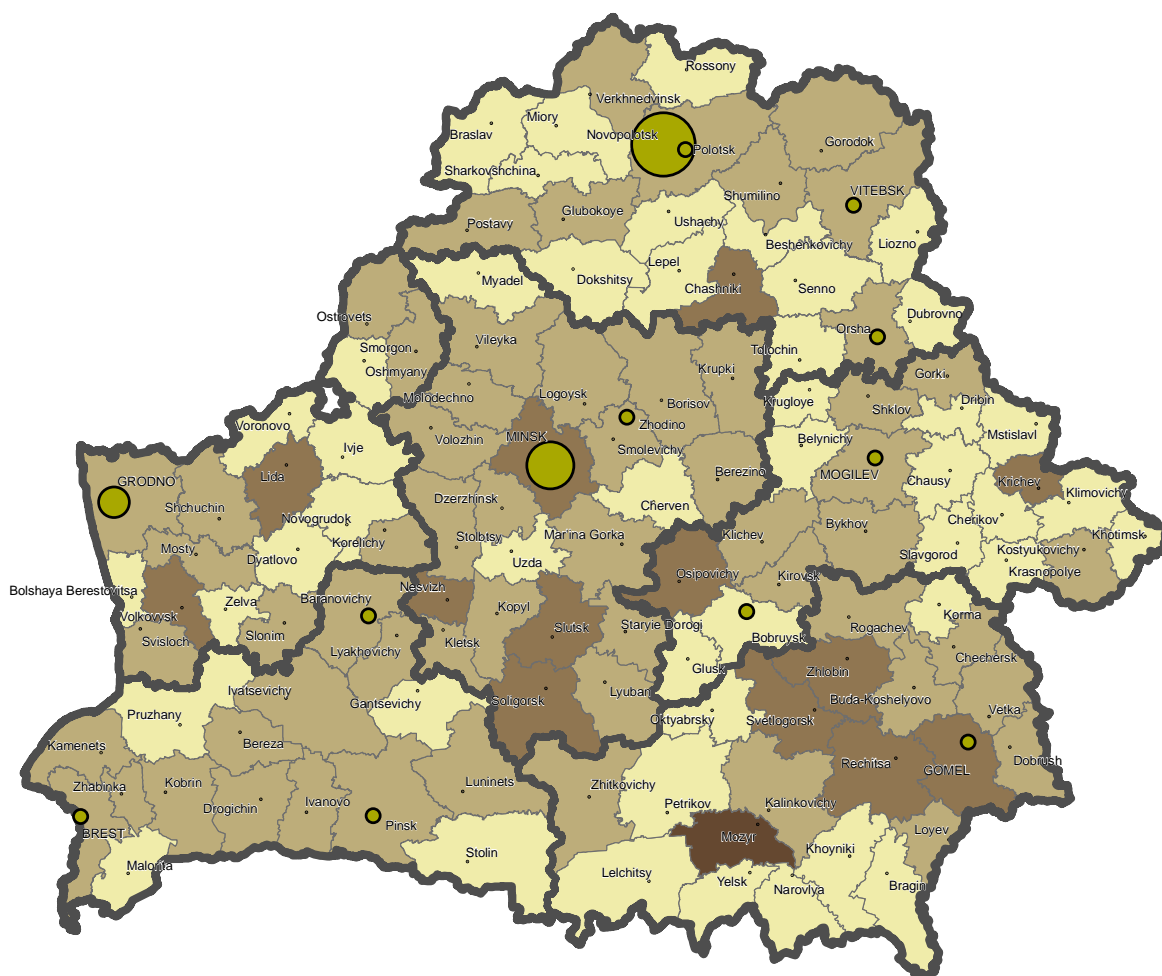 Rossony
Verkhnedvinsk
Miory
Braslav
Novopolotsk
Polotsk
Gorodok
Sharkovshchina
Shumilino
VITEBSK
Glubokoye
Postavy
Ushachy
Beshenkovichy
Liozno
Lepel
Myadel
Dokshitsy
Chashniki
Senno
Ostrovets
Dubrovno
Orsha
Vileyka
Smorgon
Oshmyany
Tolochin
Krupki
Gorki
Molodechno
Logoysk
Borisov
Krugloye
Shklov
Dribin
Zhodino
Voronovo
Volozhin
MINSK
Smolevichy
Belynichy
Mstislavl
Ivje
Lida
Berezino
MOGILEV
Chausy
Krichev
GRODNO
Klimovichy
Shchuchin
Dzerzhinsk
Cherven
Novogrudok
Cherikov
Bykhov
Korelichy
Stolbtsy
Mar'ina Gorka
Klichev
Khotimsk
Mosty
Dyatlovo
Uzda
Slavgorod
Kostyukovichy
Osipovichy
Krasnopolye
Bolshaya Berestovitsa
Nesvizh
Kirovsk
Zelva
Baranovichy
Kopyl
Volkovysk
Korma
Slutsk
Staryie Dorogi
Rogachev
Svisloch
Slonim
Kletsk
Bobruysk
Lyakhovichy
Chechersk
Glusk
Zhlobin
Ivatsevichy
Lyuban
Gantsevichy
Soligorsk
Buda-Koshelyovo
Pruzhany
Oktyabrsky
Svetlogorsk
Vetka
Bereza
Kamenets
Rechitsa
GOMEL
Dobrush
Kobrin
Luninets
Zhitkovichy
Zhabinka
Ivanovo
Petrikov
Kalinkovichy
Drogichin
Pinsk
BREST
Loyev
Mozyr
Khoyniki
Stolin
Malorita
Lelchitsy
Yelsk
Narovlya
Bragin